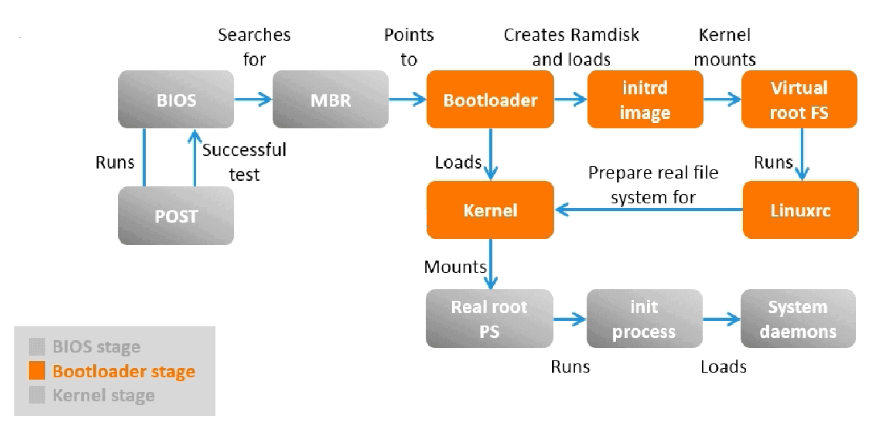 Searches
for
Points
to
Creates Ramdisk
and loads
Kernel
mounts
BIOS
MBR
Bootloader
initrd
image
Virtual
root FS
Runs
Successful
test
Loads
Prepare real file
system for
Runs
POST
Kernel
Linuxrc
Mounts
Real root
PS
init
process
System
daemons
Runs
Loads
BIOS stage
Bootloader stage
Kernel stage